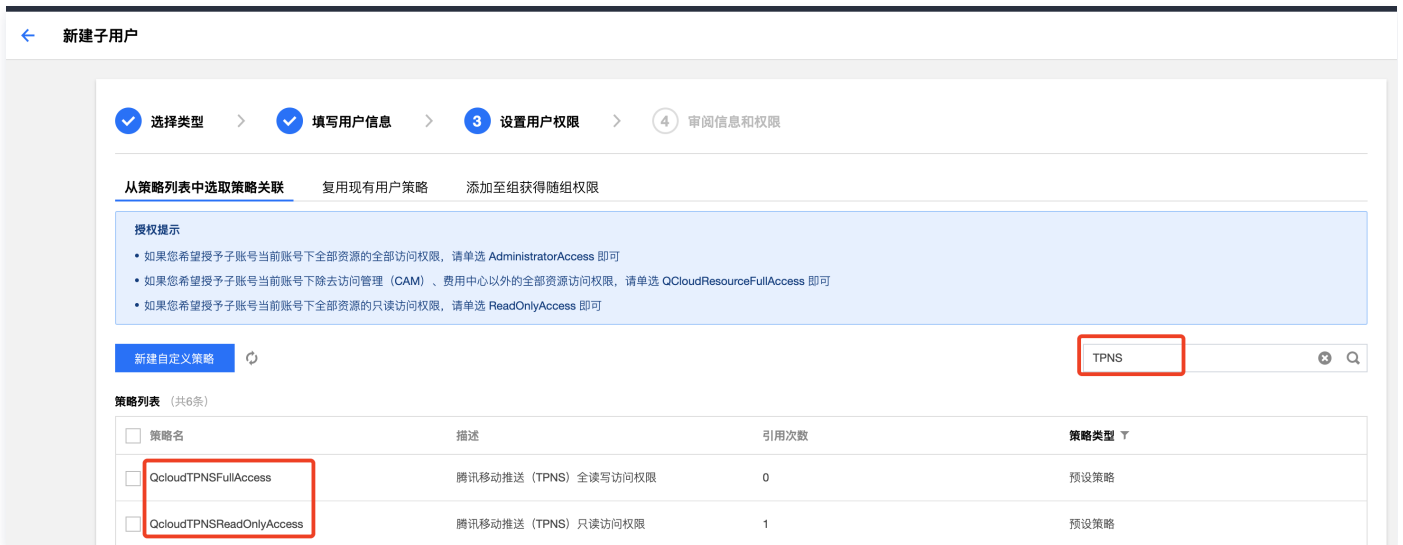 新建子用户
选择类型 填写用户信息 3 设置用户权限 4 审阅信息和权限
从策略列表中选取策略关联 复用现有用户策略 添加至组获得随组权限
授权提示
• 如果您希望授予子账号当前账号下全部资源的全部访问权限，请单选 AdministratorAccess 即可
• 如果您希望授予子账号当前账号下除去访问管理（CAM）、费用中心以外的全部资源访问权限，请单选 QCloudResourceFullAccess 即可
• 如果您希望授予子账号当前账号下全部资源的只读访问权限，请单选 ReadOnlyAccess 即可
新建自定义策略 TPNS
策略列表 （共6条）
策略名 描述 引用次数 策略类型
QcloudTPNSFullAccess 腾讯移动推送（TPNS）全读写访问权限 0 预设策略
QcloudTPNSReadOnlyAccess 腾讯移动推送（TPNS）只读访问权限 1 预设策略